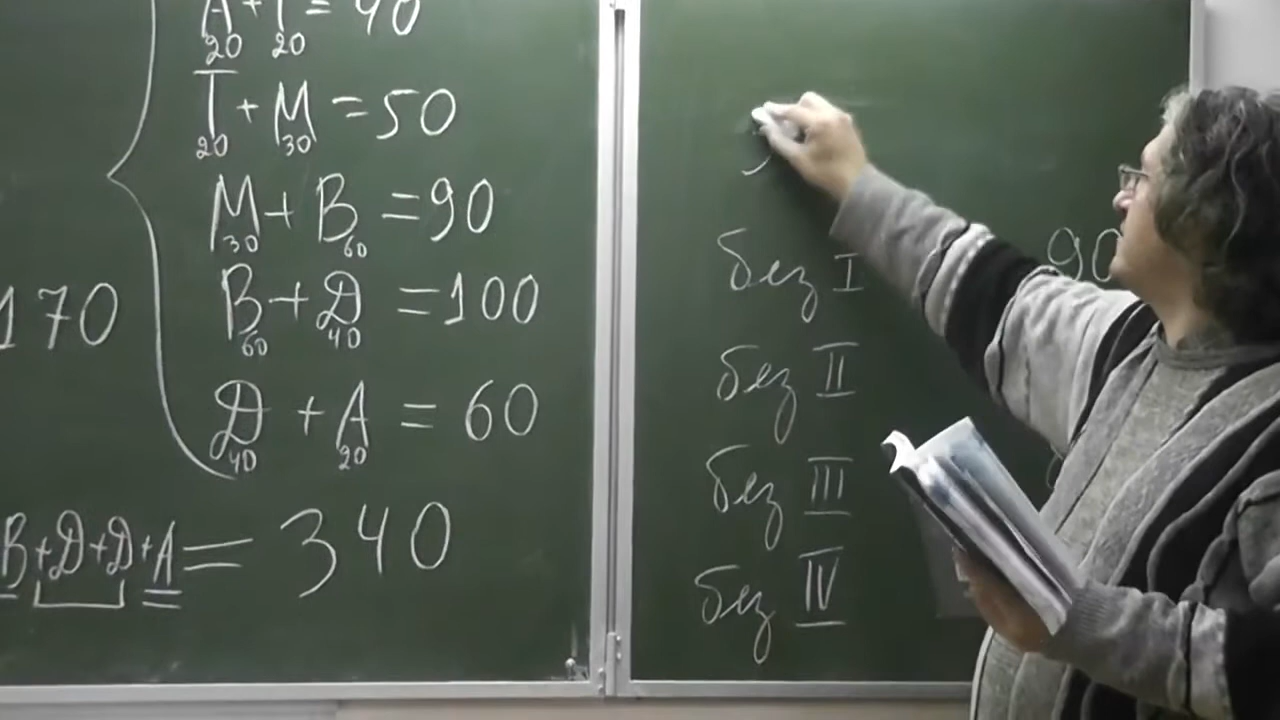 А+Т=40
20 20
Т+М=50
20 30
М+В=90
30 60
170
В+Д=100
60 40
Д+А=60
40 20
В+Д+Д+А=340
90
без I
без II
без III
без IV